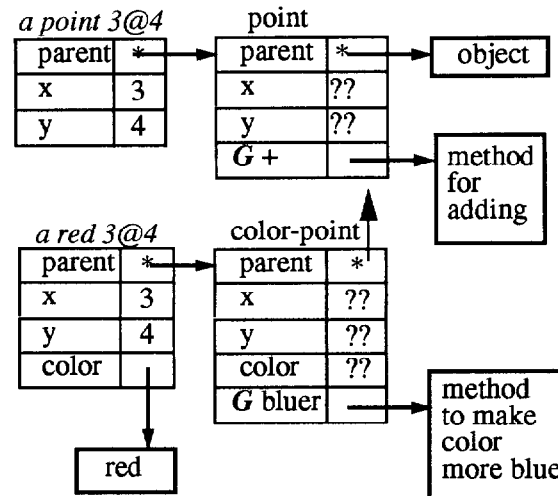 a point 3@4
parent *
x 3
y 4
point
parent *
x ??
y ??
G +
object
method
for
adding
a red 3@4
parent *
x 3
y 4
color
red
color-point
parent *
x ??
y ??
color ??
G bluer
method
to make
color
more blue